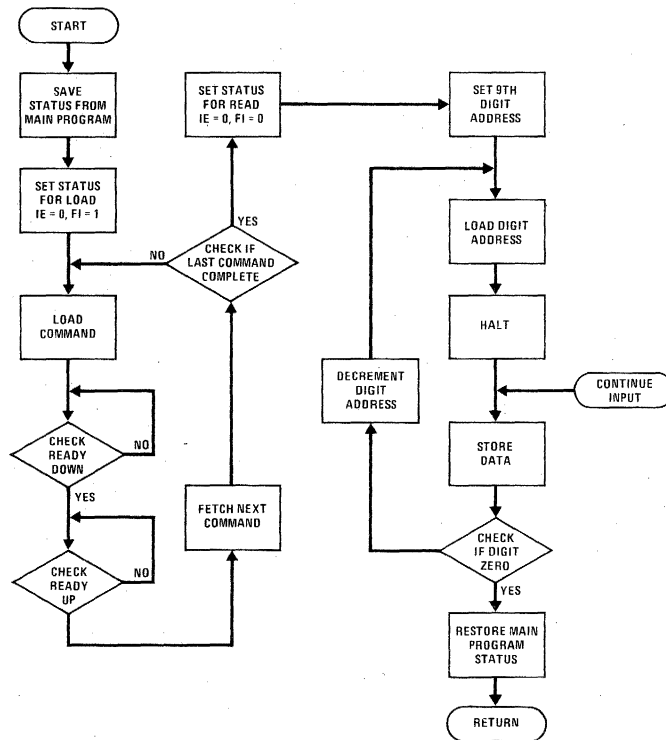 START
SAVE
STATUS FROM
MAIN PROGRAM
SET STATUS
FOR LOAD
IE = 0, FI = 1
LOAD
COMMAND
CHECK
READY
DOWN
NO
YES
CHECK
READY
UP
NO
FETCH NEXT
COMMAND
CHECK IF
LAST COMMAND
COMPLETE
NO
YES
SET STATUS
FOR READ
IE = 0, FI = 0
SET 9TH
DIGIT
ADDRESS
LOAD DIGIT
ADDRESS
HALT
CONTINUE
INPUT
STORE
DATA
CHECK
IF DIGIT
ZERO
DECREMENT
DIGIT
ADDRESS
YES
RESTORE MAIN
PROGRAM
STATUS
RETURN